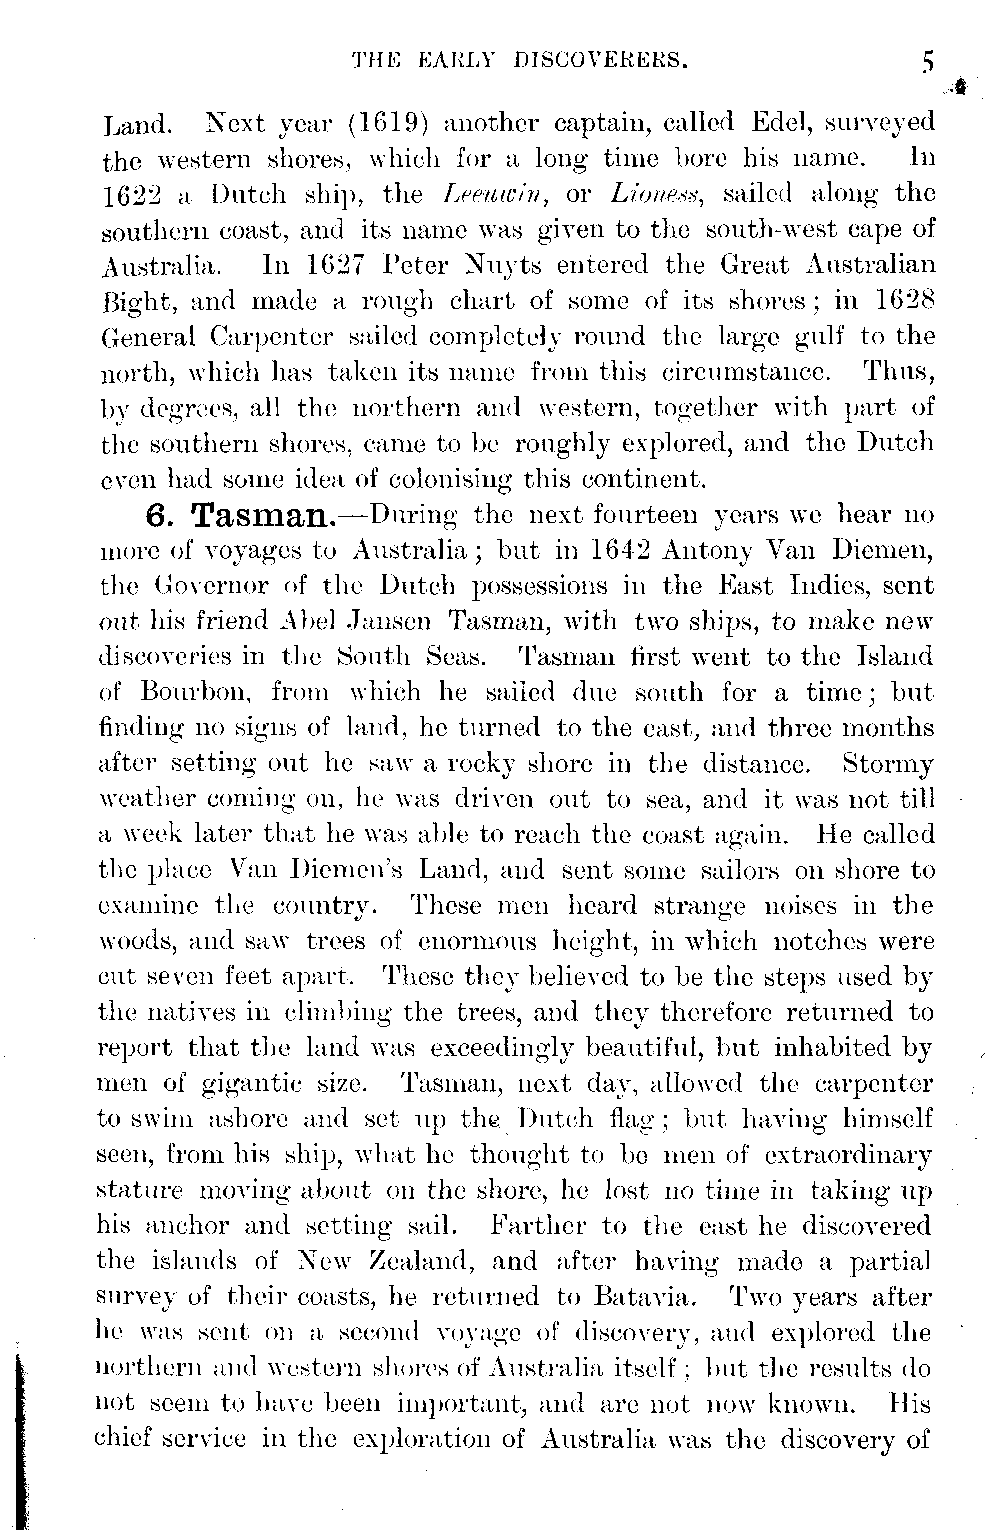 THE EARLY DISCOVERERS. 5
Land. Next year (1619) another captain, called Edel, surveyed
the western shores, which for a long time bore his name. In
1622 a Dutch ship, the Leeuwin, or Lioness, sailed along the
southern coast, and its name was given to the south-west cape of
Australia. In 1627 Peter Nuyts entered the Great Australian
Bight, and made a rough chart of some of its shores; in 1628
General Carpenter sailed completely round the large gulf to the
north, which has taken its name from this circumstance. Thus,
by degrees, all the northern and western, together with part of
the southern shores, came to be roughly explored, and the Dutch
even had some idea of colonising this continent.
6. Tasman.—During the next fourteen years we hear no
more of voyages to Australia; but in 1642 Antony Van Diemen,
the Governor of the Dutch possessions in the East Indies, sent
out his friend Abel Jansen Tasman, with two ships, to make new
discoveries in the South Seas. Tasman first went to the Island
of Bourbon, from which he sailed due south for a time; but
finding no signs of land, he turned to the east, and three months
after setting out he saw a rocky shore in the distance. Stormy
weather coming on, he was driven out to sea, and it was not till
a week later that he was able to reach the coast again. He called
the place Van Diemen's Land, and sent some sailors on shore to
examine the country. These men heard strange noises in the
woods, and saw trees of enormous height, in which notches were
cut seven feet apart. These they believed to be the steps used by
the natives in climbing the trees, and they therefore returned to
report that the land was exceedingly beautiful, but inhabited by
men of gigantic size. Tasman, next day, allowed the carpenter
to swim ashore and set up the Dutch flag; but having himself
seen, from his ship, what he thought to be men of extraordinary
stature moving about on the shore, he lost no time in taking up
his anchor and setting sail. Farther to the east he discovered
the islands of New Zealand, and after having made a partial
survey of their coasts, he returned to Batavia. Two years after
he was sent on a second voyage of discovery, and explored the
northern and western shores of Australia itself; but the results do
not seem to have been important, and are not now known. His
chief service in the exploration of Australia was the discovery of